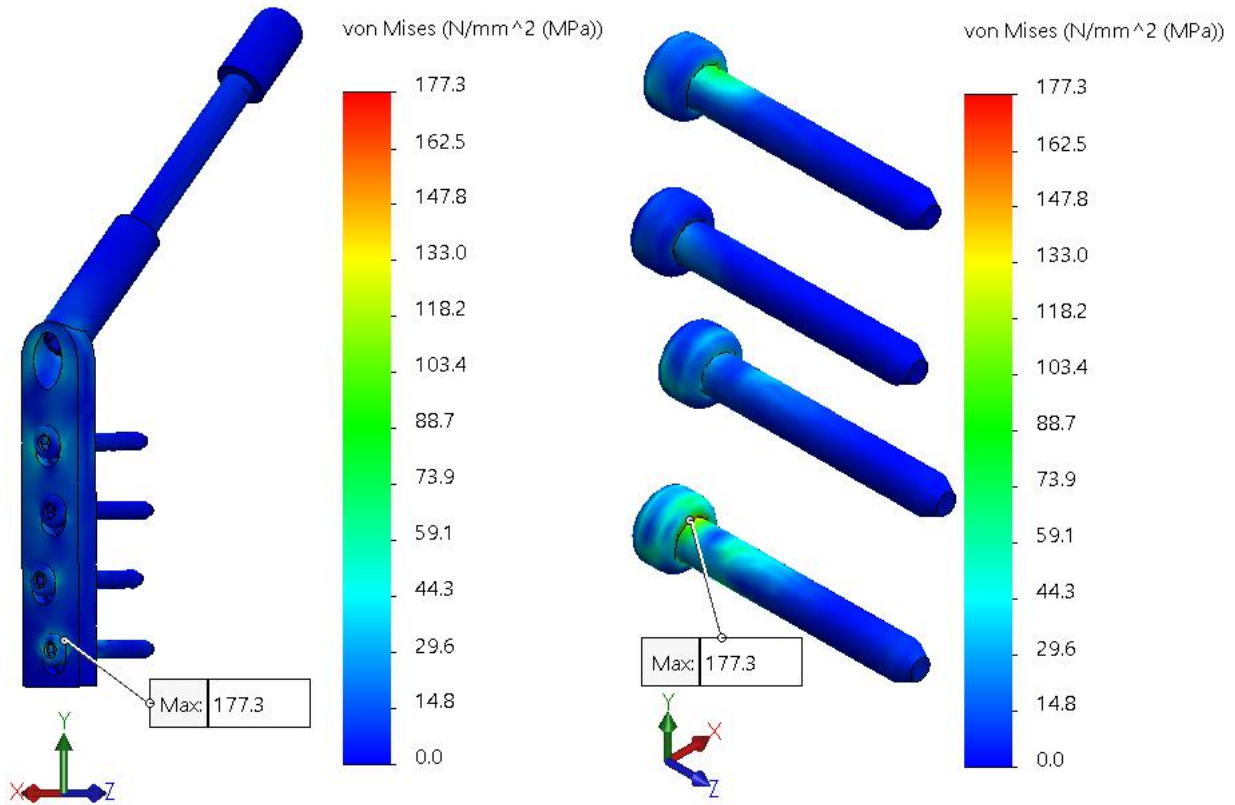 von Mises (N/mm^2 (MPa))
177.3
162.5
147.8
133.0
118.2
103.4
88.7
73.9
59.1
44.3
29.6
14.8
0.0
Max: 177.3
Y
X
Z
von Mises (N/mm^2 (MPa))
177.3
162.5
147.8
133.0
118.2
103.4
88.7
73.9
59.1
44.3
29.6
14.8
0.0
Max: 177.3
Y
X
Z